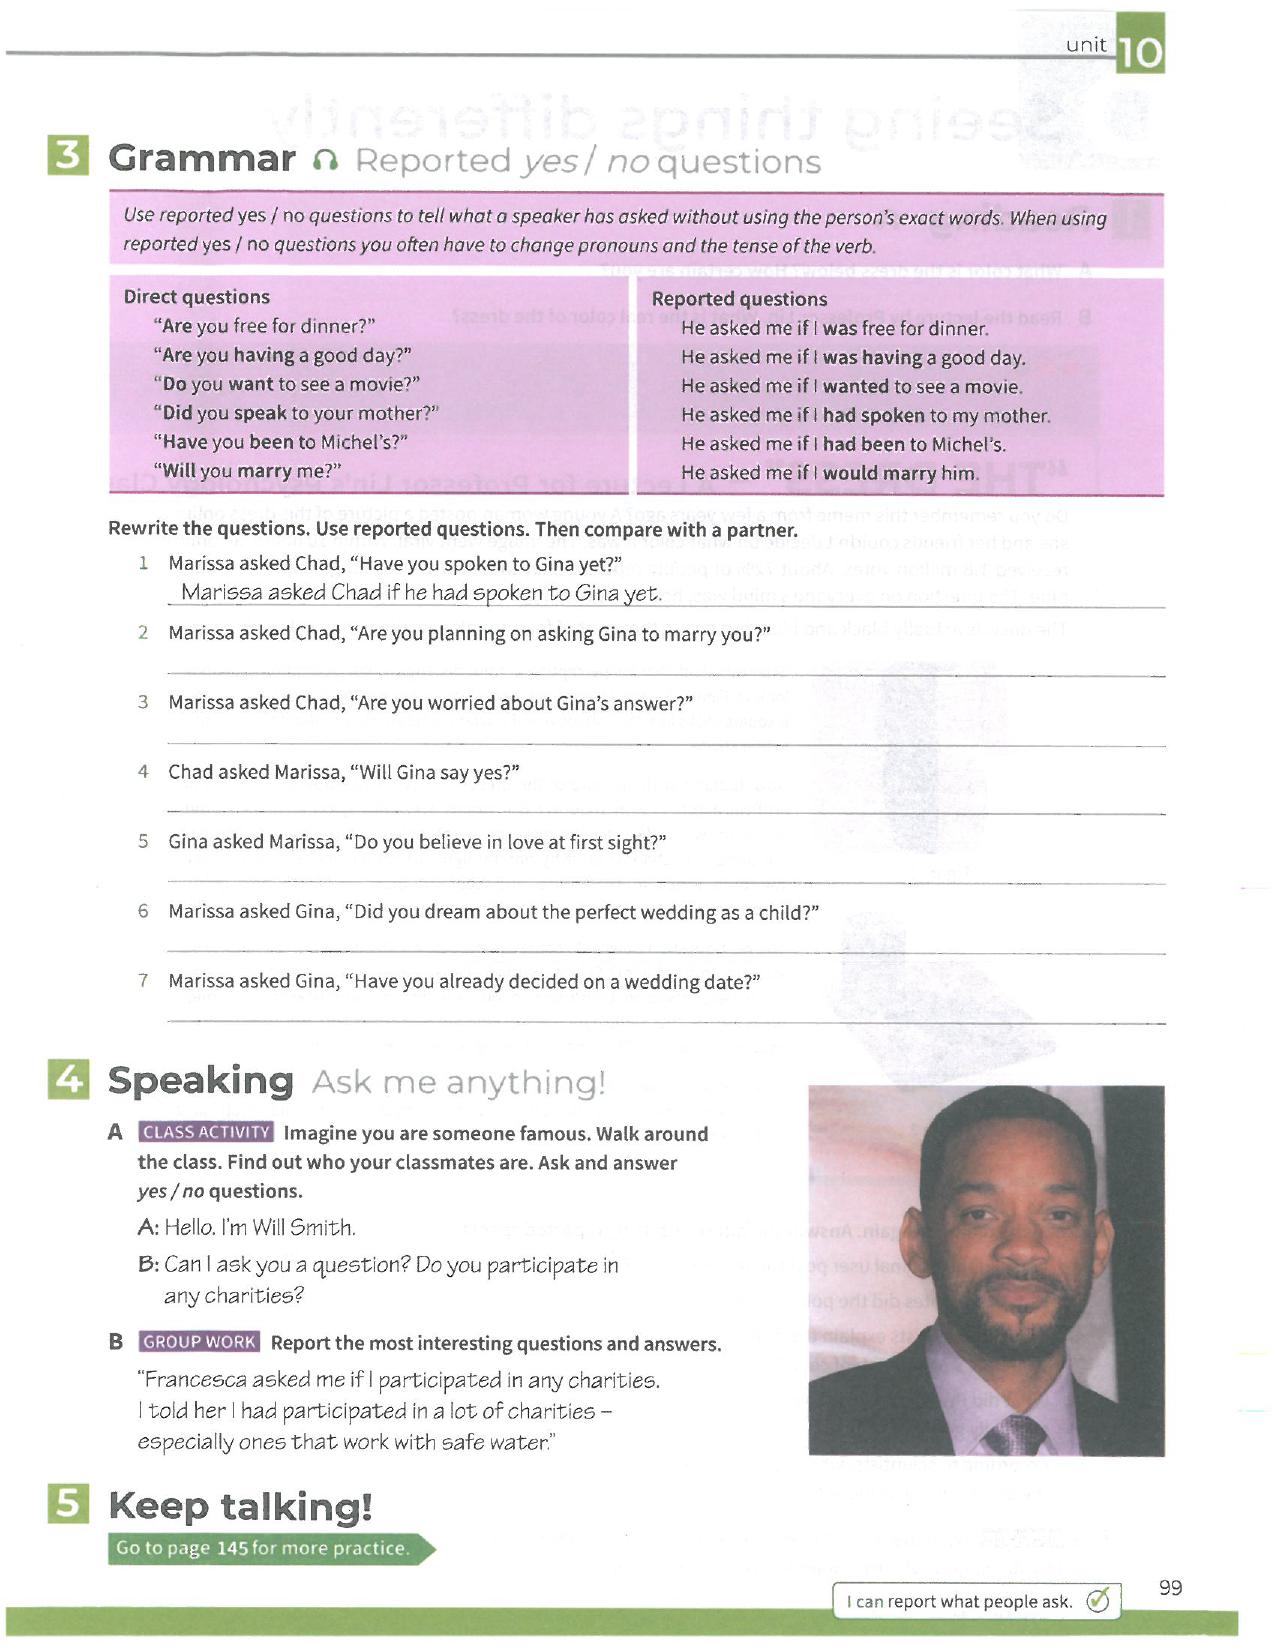 unit 10
3 Grammar Reported yes / no questions
Use reported yes / no questions to tell what a speaker has asked without using the person's exact words. When using
reported yes / no questions you often have to change pronouns and the tense of the verb.
Direct questions
"Are you free for dinner?"
"Are you having a good day?"
"Do you want to see a movie?"
"Did you speak to your mother?"
"Have you been to Michel's?"
"Will you marry me?"
Reported questions
He asked me if I was free for dinner.
He asked me if I was having a good day.
He asked me if I wanted to see a movie.
He asked me if I had spoken to my mother.
He asked me if I had been to Michel's.
He asked me if I would marry him.
Rewrite the questions. Use reported questions. Then compare with a partner.
1 Marissa asked Chad, "Have you spoken to Gina yet?"
Marissa asked Chad if he had spoken to Gina yet.
2 Marissa asked Chad, "Are you planning on asking Gina to marry you?"
3 Marissa asked Chad, "Are you worried about Gina's answer?"
4 Chad asked Marissa, "Will Gina say yes?"
5 Gina asked Marissa, "Do you believe in love at first sight?"
6 Marissa asked Gina, "Did you dream about the perfect wedding as a child?"
7 Marissa asked Gina, "Have you already decided on a wedding date?"
4 Speaking Ask me anything!
A CLASS ACTIVITY Imagine you are someone famous. Walk around
the class. Find out who your classmates are. Ask and answer
yes / no questions.
A: Hello. I'm Will Smith.
B: Can I ask you a question? Do you participate in
any charities?
B GROUP WORK Report the most interesting questions and answers.
"Francesca asked me if I participated in any charities.
I told her I had participated in a lot of charities –
especially ones that work with safe water."
5 Keep talking!
Go to page 145 for more practice.
I can report what people ask.
99